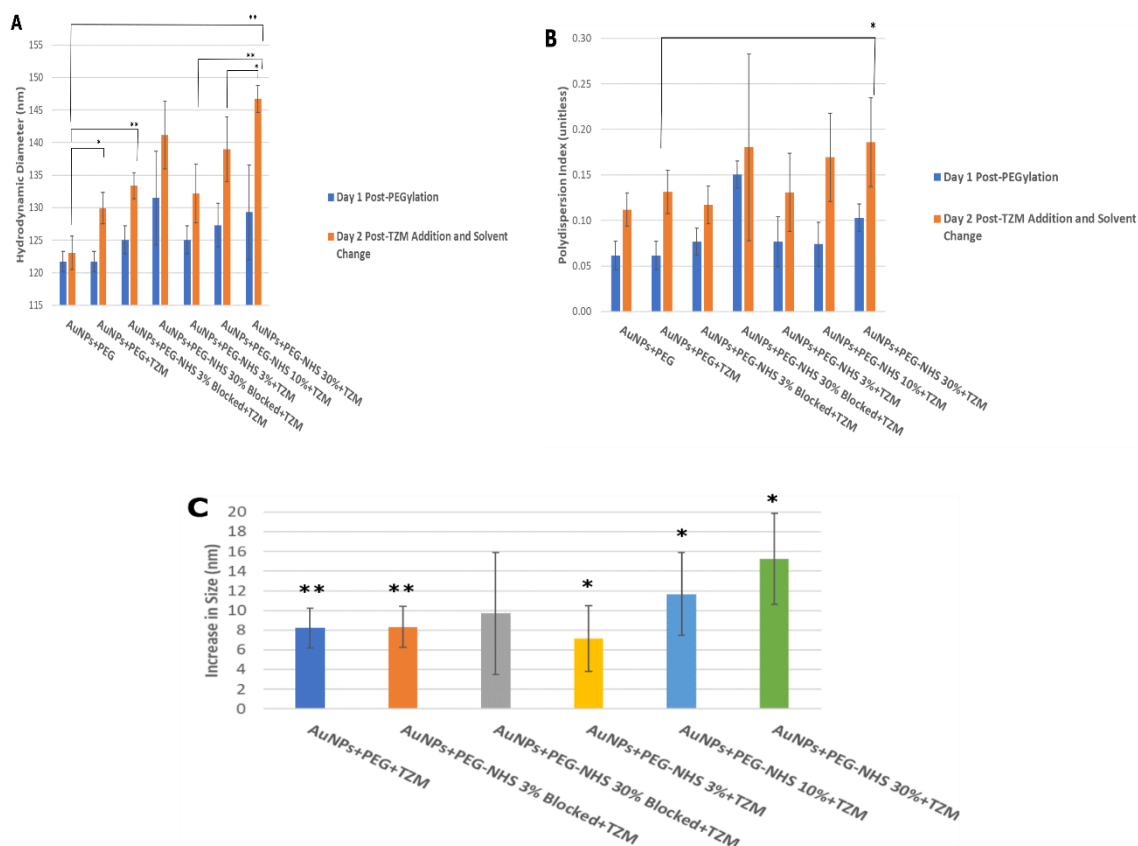 A
Hydrodynamic Diameter (nm)
155
150
145
140
135
130
125
120
115
**
**
*
**
*
AuNPs+PEG
AuNPs+PEG+TZM
AuNPs+PEG-NHS 3% Blocked+TZM
AuNPs+PEG-NHS 30% Blocked+TZM
AuNPs+PEG-NHS 3%+TZM
AuNPs+PEG-NHS 10%+TZM
AuNPs+PEG-NHS 30%+TZM
Day 1 Post-PEGylation
Day 2 Post-TZM Addition and Solvent
Change
B
Polydispersion Index (unitless)
0.30
0.25
0.20
0.15
0.10
0.05
0.00
*
AuNPs+PEG
AuNPs+PEG+TZM
AuNPs+PEG-NHS 3% Blocked+TZM
AuNPs+PEG-NHS 30% Blocked+TZM
AuNPs+PEG-NHS 3%+TZM
AuNPs+PEG-NHS 10%+TZM
AuNPs+PEG-NHS 30%+TZM
Day 1 Post-PEGylation
Day 2 Post-TZM Addition and Solvent
Change
C
Increase in Size (nm)
20
18
16
14
12
10
8
6
4
2
0
**
**
*
*
*
AuNPs+PEG+TZM
AuNPs+PEG-NHS 3% Blocked+TZM
AuNPs+PEG-NHS 30% Blocked+TZM
AuNPs+PEG-NHS 3%+TZM
AuNPs+PEG-NHS 10%+TZM
AuNPs+PEG-NHS 30%+TZM